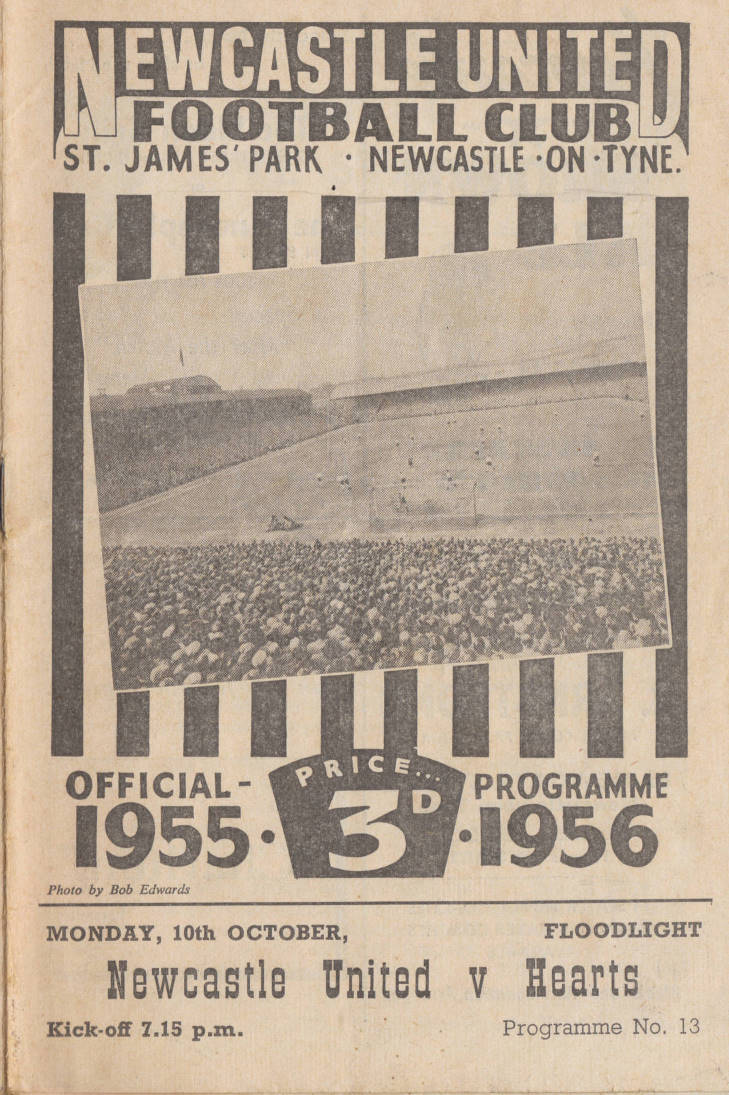 NEWCASTLE UNITED
FOOTBALL CLUB
ST. JAMES' PARK · NEWCASTLE·ON·TYNE.
OFFICIAL- PRICE... PROGRAMME
1955· 3D ·1956
Photo by Bob Edwards
MONDAY, 10th OCTOBER, FLOODLIGHT
Newcastle United v Hearts
Kick-off 7.15 p.m. Programme No. 13